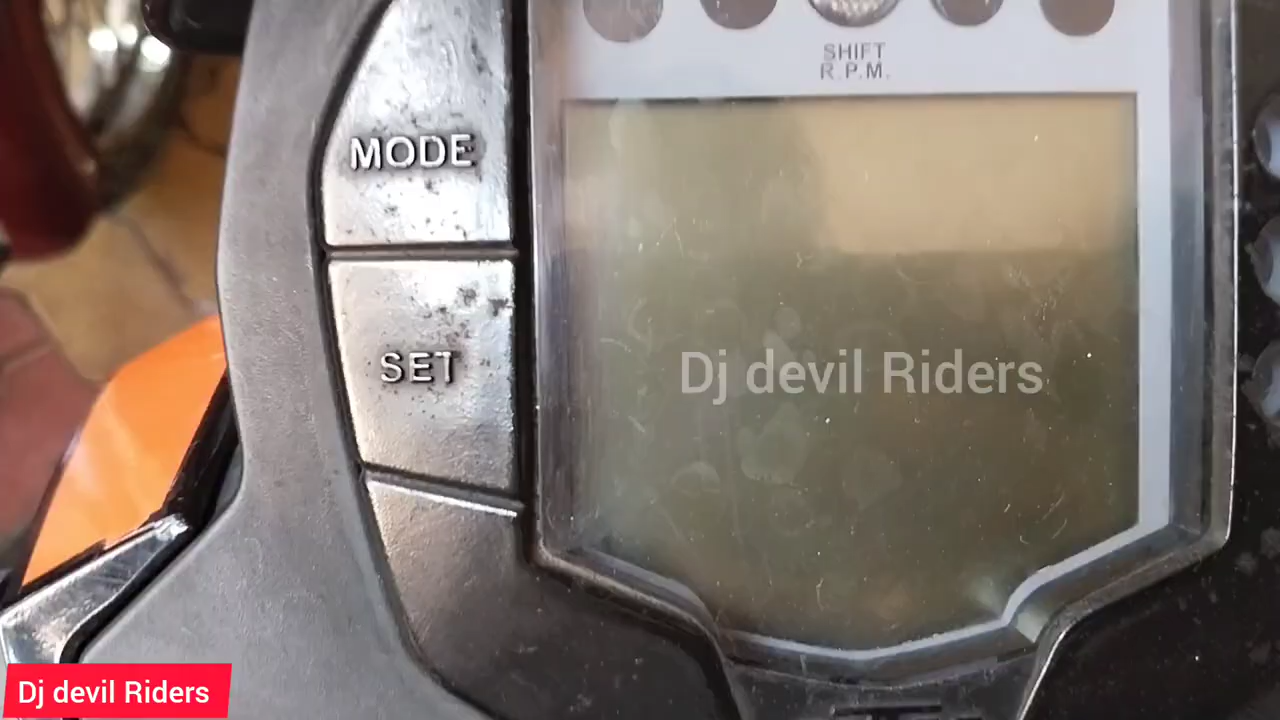 SHIFT
R.P.M.
MODE
SET
Dj devil Riders
Dj devil Riders